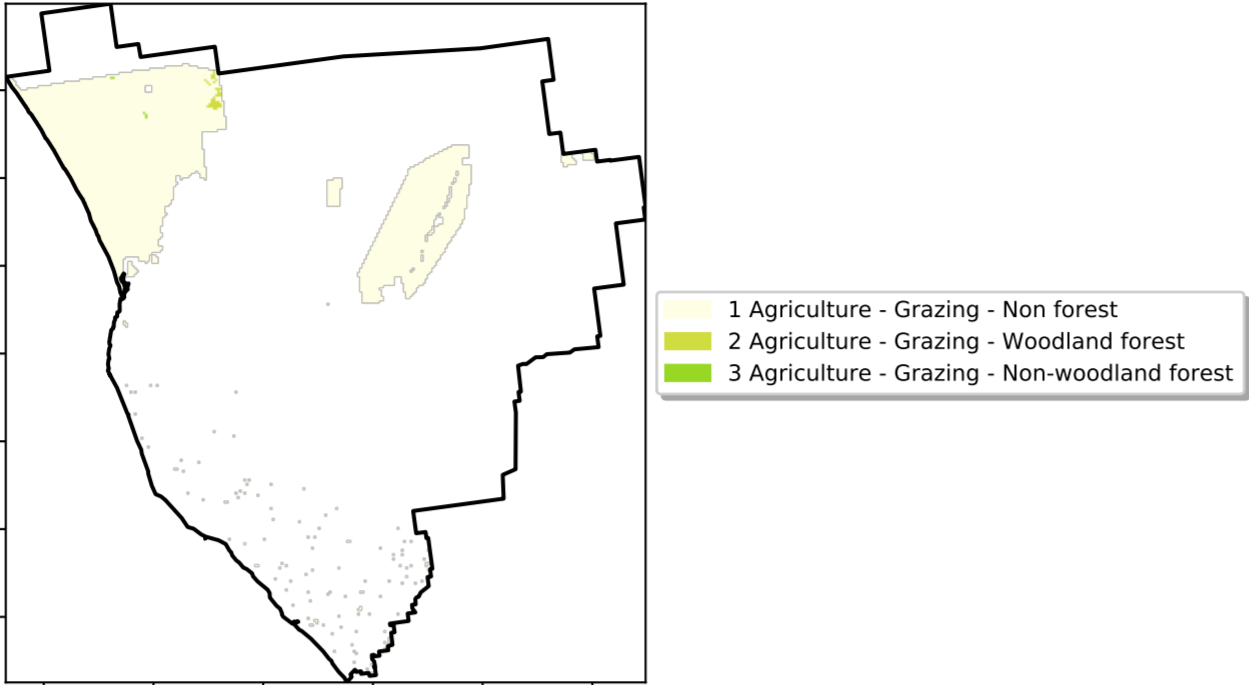 1 Agriculture - Grazing - Non forest
2 Agriculture - Grazing - Woodland forest
3 Agriculture - Grazing - Non-woodland forest